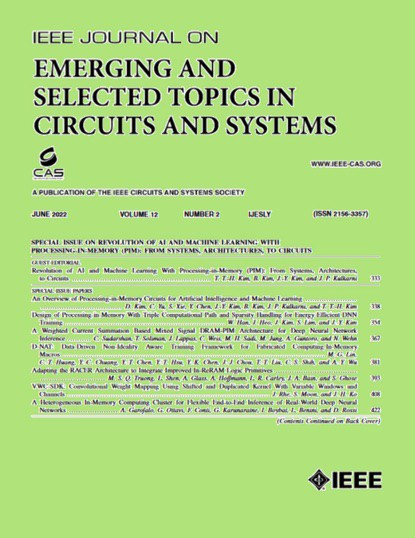 IEEE JOURNAL ON
EMERGING AND
SELECTED TOPICS IN
CIRCUITS AND SYSTEMS
CAS
WWW.IEEE-CAS.ORG
A PUBLICATION OF THE IEEE CIRCUITS AND SYSTEMS SOCIETY
JUNE 2022 VOLUME 12 NUMBER 2 IJESLY (ISSN 2156-3357)
SPECIAL ISSUE ON REVOLUTION OF AI AND MACHINE LEARNING WITH
PROCESSING-IN-MEMORY (PIM): FROM SYSTEMS, ARCHITECTURES, TO CIRCUITS
GUEST EDITORIAL
Revolution of AI and Machine Learning With Processing-in-Memory (PIM): From Systems, Architectures,
to Circuits T. T.-H. Kim, B. Kim, J.-Y. Kim, and J. P. Kulkarni 333
SPECIAL ISSUE PAPERS
An Overview of Processing-in-Memory Circuits for Artificial Intelligence and Machine Learning
D. Kim, C. Yu, S. Xie, Y. Chen, J.-Y. Kim, B. Kim, J. P. Kulkarni, and T. T.-H. Kim 338
Design of Processing-in-Memory With Triple Computational Path and Sparsity Handling for Energy-Efficient DNN
Training W. Han, J. Heo, J. Kim, S. Lim, and J.-Y. Kim 354
A Weighted Current Summation Based Mixed Signal DRAM-PIM Architecture for Deep Neural Network
Inference C. Sudarshan, T. Soliman, J. Lappas, C. Weis, M. H. Sadi, M. Jung, A. Guntoro, and N. Wehn 367
D-NAT: Data-Driven Non-Ideality Aware Training Framework for Fabricated Computing-In-Memory
Macros M. G. Lin,
C. T. Huang, Y. C. Chuang, Y. T. Chen, Y. T. Hsu, Y. K. Chen, J. J. Chou, T. T. Liu, C. S. Shih, and A. Y. Wu 381
Adapting the RACER Architecture to Integrate Improved In-ReRAM Logic Primitives
M. S. Q. Truong, L. Shen, A. Glass, A. Hoffmann, L. R. Carley, J. A. Bain, and S. Ghose 393
VWC-SDK: Convolutional Weight Mapping Using Shifted and Duplicated Kernel With Variable Windows and
Channels J. Rhe, S. Moon, and J. H. Ko 408
A Heterogeneous In-Memory Computing Cluster for Flexible End-to-End Inference of Real-World Deep Neural
Networks A. Garofalo, G. Ottavi, F. Conti, G. Karunaratne, I. Boybat, L. Benini, and D. Rossi 422
(Contents Continued on Back Cover)
IEEE